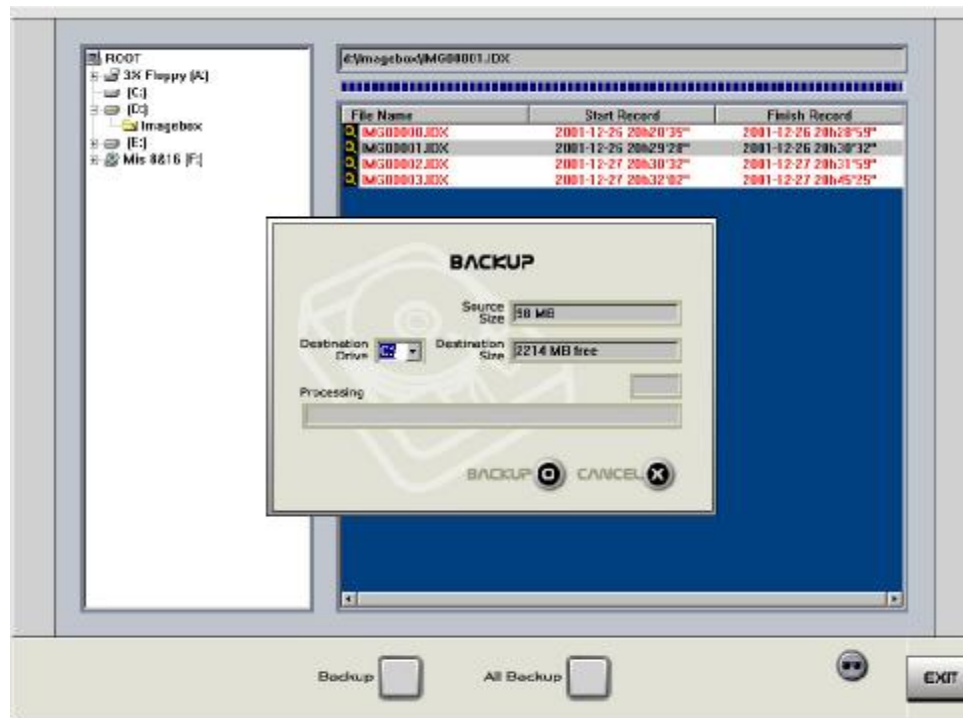 ROOT
3½ Floppy (A:)
(C:)
(D:)
Imagebox
(E:)
Mis 8&16 (F:)
d:\Imagebox\IMG00001.IDX
File Name Start Record Finish Record
IMG00000.IDX 2001-12-26 20h20'35" 2001-12-26 20h28'59"
IMG00001.IDX 2001-12-26 20h29'28" 2001-12-26 20h30'32"
IMG00002.IDX 2001-12-27 20h30'32" 2001-12-27 20h31'59"
IMG00003.IDX 2001-12-27 20h32'02" 2001-12-27 20h45'25"
BACKUP
Source Size
98 MB
Destination Drive
Destination Size
2214 MB free
Processing
BACKUP CANCEL
Backup All Backup EXIT